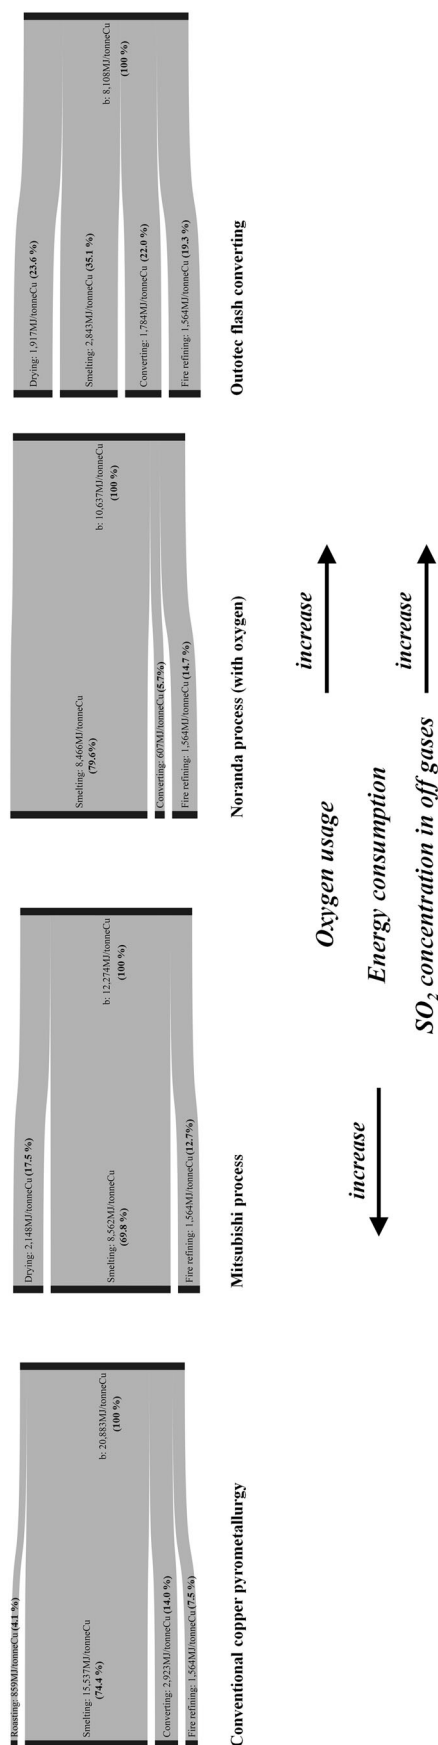 Roasting: 859MJ/tonneCu (4.1 %)
Smelting: 15,537MJ/tonneCu
(74.4 %)
Converting: 2,923MJ/tonneCu (14.0 %)
Fire refining: 1,564MJ/tonneCu (7.5 %)
b: 20,883MJ/tonneCu
(100 %)
Conventional copper pyrometallurgy
Drying: 2,148MJ/tonneCu (17.5 %)
Smelting: 8,562MJ/tonneCu
(69.8 %)
Fire refining: 1,564MJ/tonneCu (12.7%)
b: 12,274MJ/tonneCu
(100 %)
Mitsubishi process
Smelting: 8,466MJ/tonneCu
(79.6%)
Converting: 607MJ/tonneCu (5.7%)
Fire refining: 1,564MJ/tonneCu (14.7 %)
b: 10,637MJ/tonneCu
(100 %)
Noranda process (with oxygen)
Drying: 1,917MJ/tonneCu (23.6 %)
Smelting: 2,843MJ/tonneCu (35.1 %)
Converting: 1,784MJ/tonneCu (22.0 %)
Fire refining: 1,564MJ/tonneCu (19.3 %)
b: 8,108MJ/tonneCu
(100 %)
Outotec flash converting
Oxygen usage increase
increase Energy consumption
SO2 concentration in off gases increase